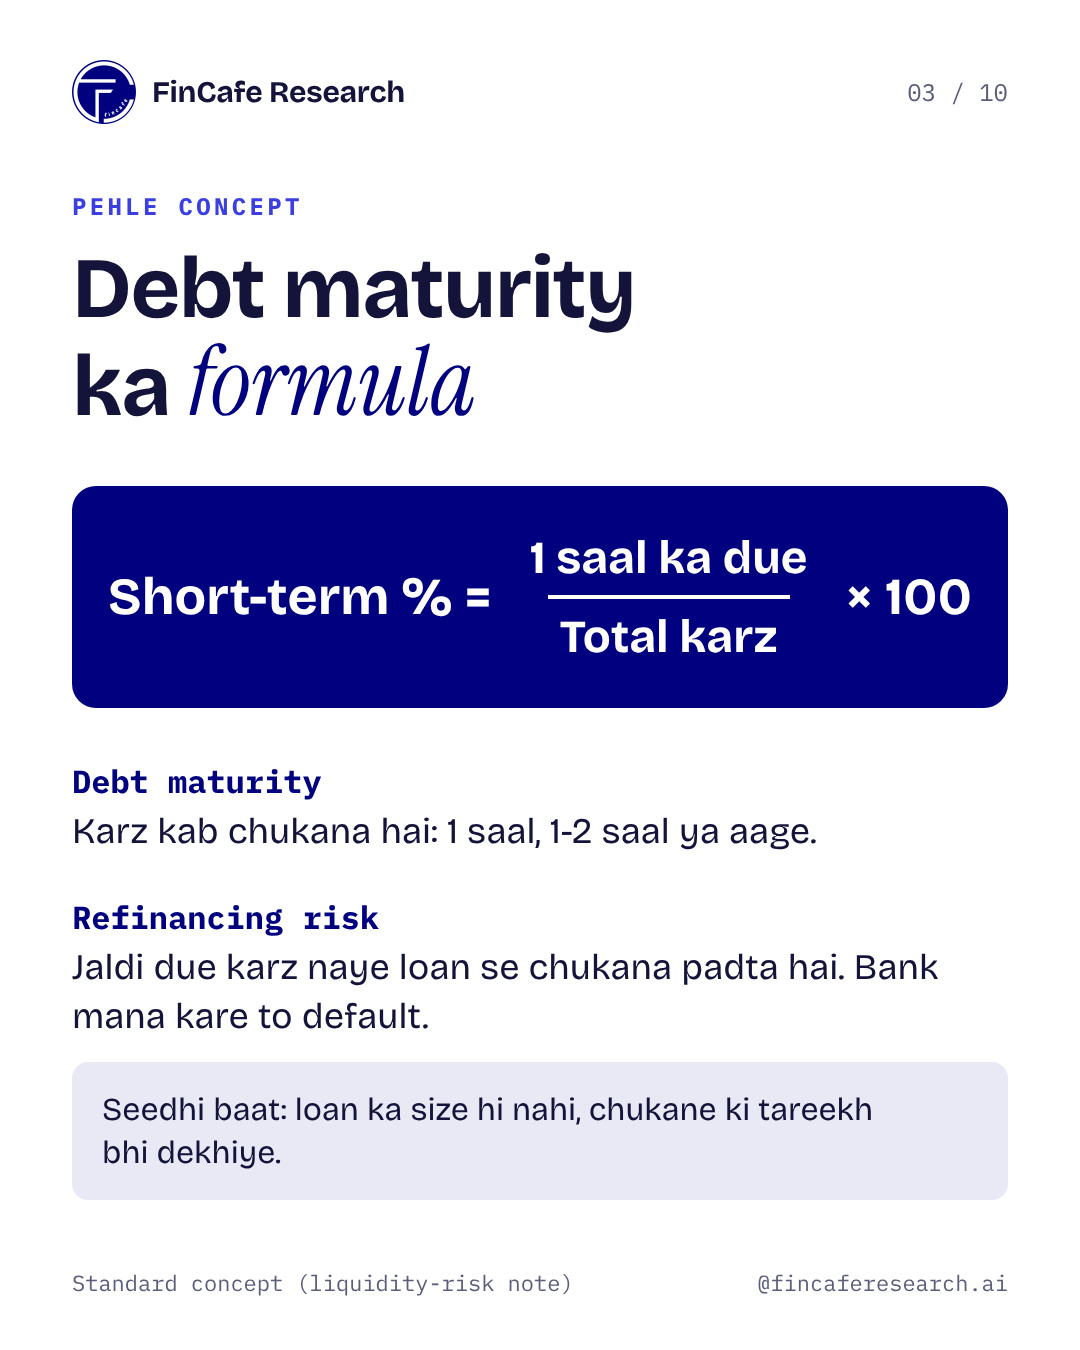 FinCafe Research
03 / 10
PEHLE CONCEPT
Debt maturity
ka formula
Short-term % = 1 saal ka due / Total karz × 100
Debt maturity
Karz kab chukana hai: 1 saal, 1-2 saal ya aage.
Refinancing risk
Jaldi due karz naye loan se chukana padta hai. Bank
mana kare to default.
Seedhi baat: loan ka size hi nahi, chukane ki tareekh
bhi dekhiye.
Standard concept (liquidity-risk note)
@fincaferesearch.ai